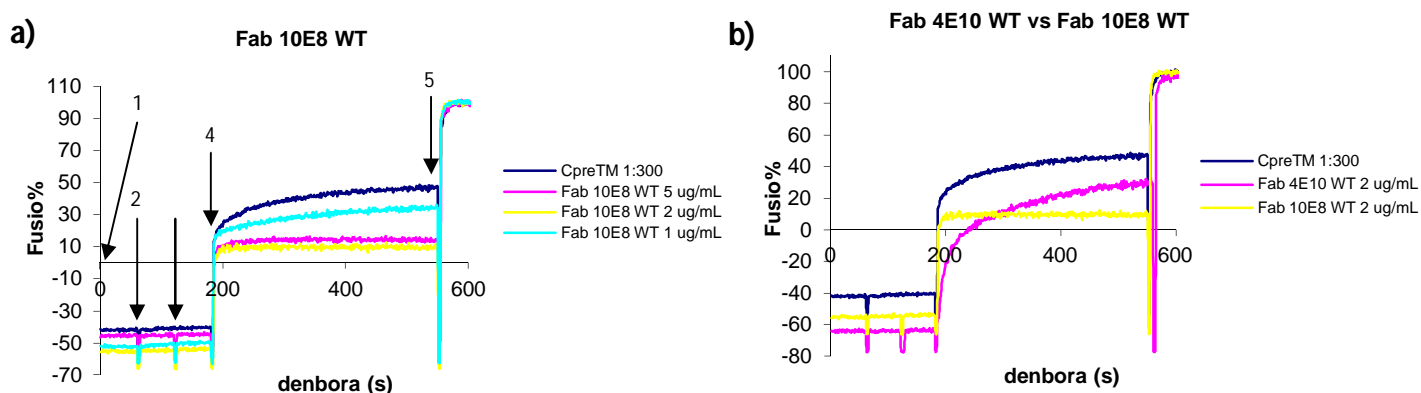 a)
Fab 10E8 WT
Fusio%
110
90
70
50
30
10
-10
-30
-50
-70
0
200
400
600
1
2
4
5
denbora (s)
CpreTM 1:300
Fab 10E8 WT 5 ug/mL
Fab 10E8 WT 2 ug/mL
Fab 10E8 WT 1 ug/mL
b)
Fab 4E10 WT vs Fab 10E8 WT
Fusio%
100
80
60
40
20
0
-20
-40
-60
-80
0
200
400
600
denbora (s)
CpreTM 1:300
Fab 4E10 WT 2 ug/mL
Fab 10E8 WT 2 ug/mL